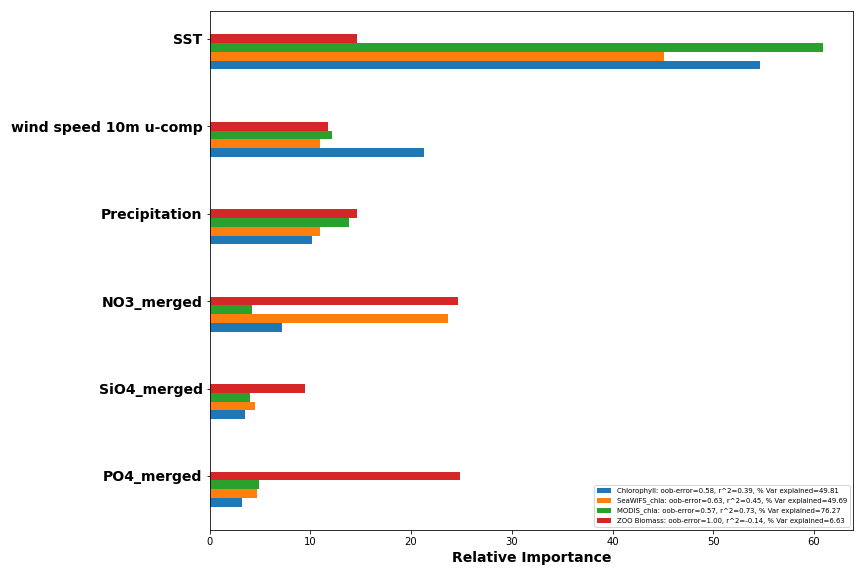 SST
wind speed 10m u-comp
Precipitation
NO3_merged
SiO4_merged
PO4_merged
Chlorophyll: oob-error=0.58, r^2=0.39, % Var explained=49.81
SeaWiFS_chla: oob-error=0.63, r^2=0.45, % Var explained=49.69
MODIS_chla: oob-error=0.57, r^2=0.73, % Var explained=76.27
ZOO Biomass: oob-error=1.00, r^2=-0.14, % Var explained=6.63
0 10 20 30 40 50 60
Relative Importance